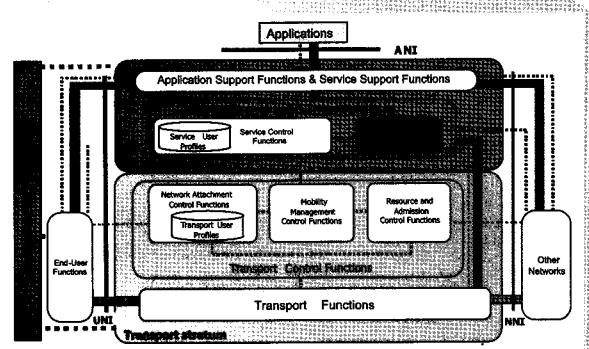 Applications
ANI
Application Support Functions & Service Support Functions
Service User
Profiles
Service Control
Functions
Network Attachment
Control Functions
Transport User
Profiles
Mobility
Management
Control Functions
Resource and
Admission
Control Functions
End-User
Functions
Other
Networks
Transport Control Functions
Transport Functions
UNI
NNI
Transport stratum